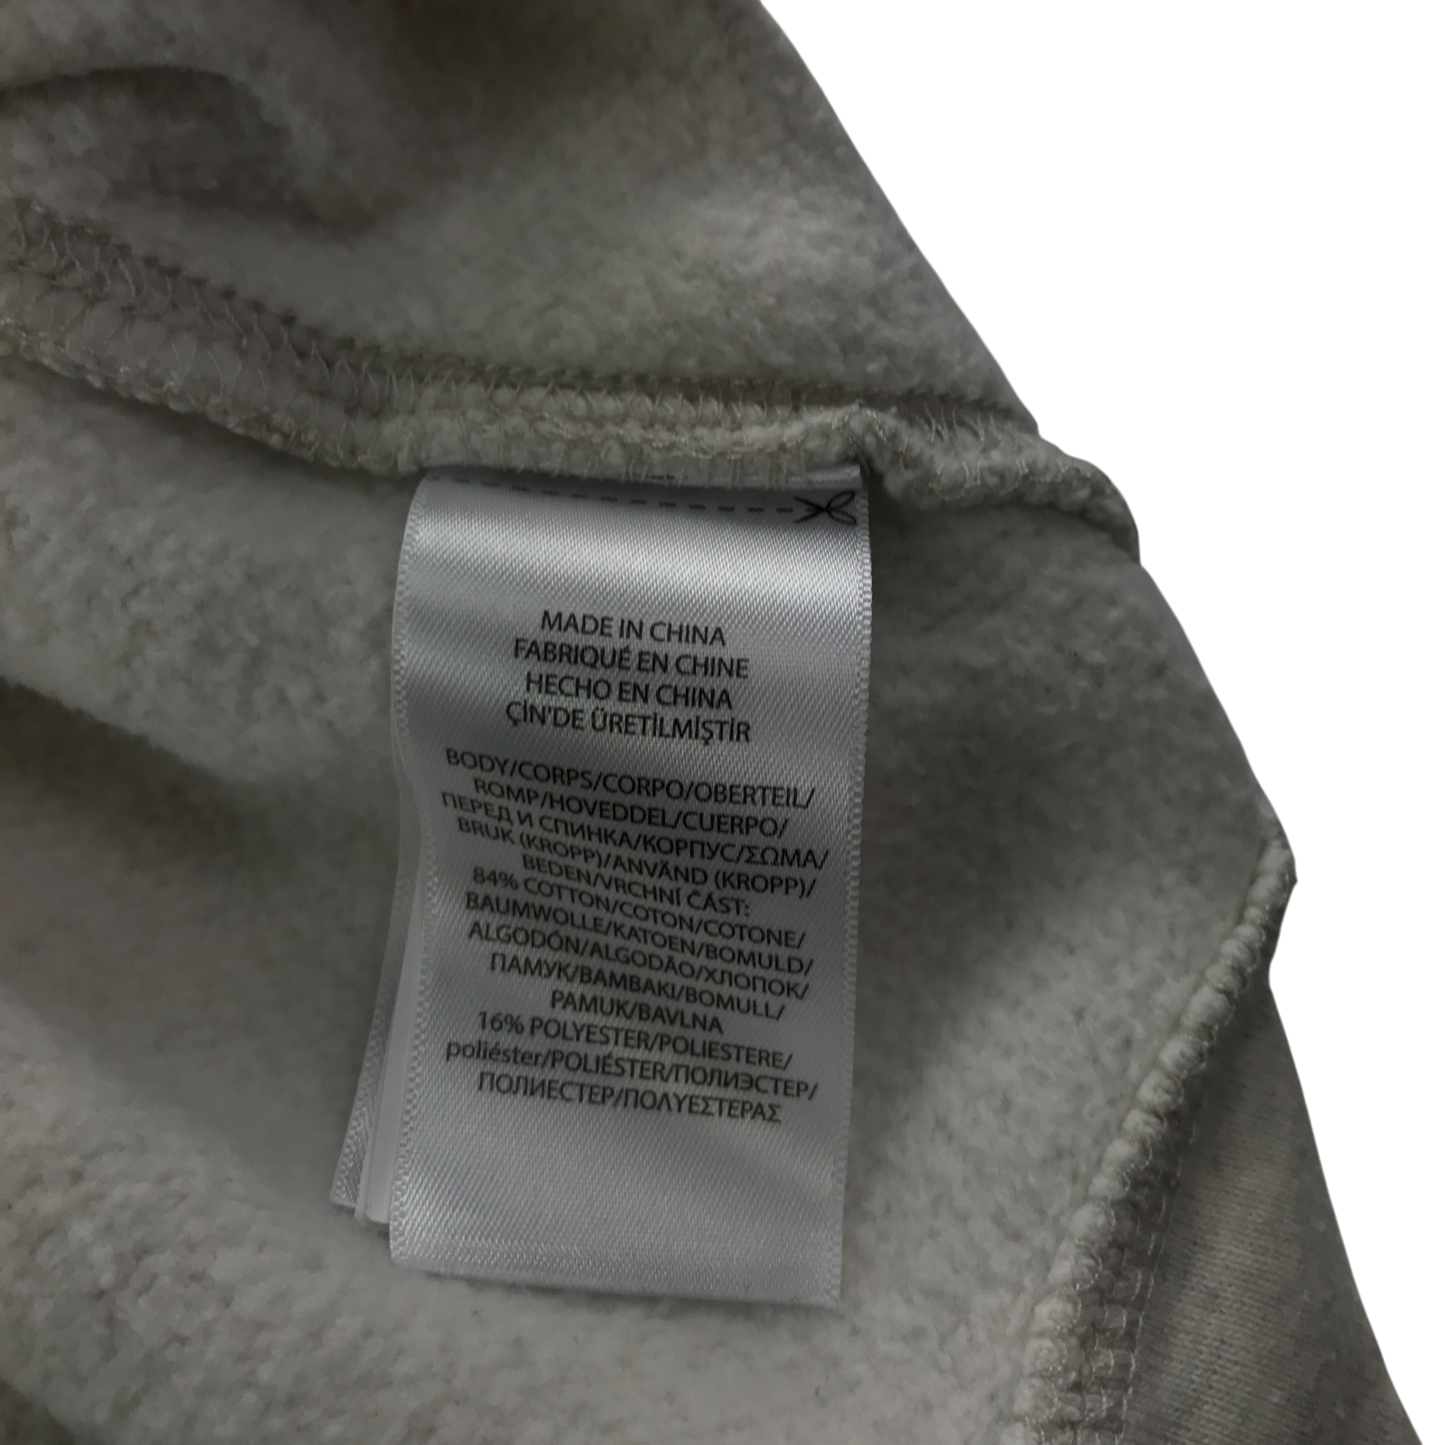 MADE IN CHINA
FABRIQUÉ EN CHINE
HECHO EN CHINA
ÇİN'DE ÜRETİLMİŞTİR
BODY/CORPS/CORPO/OBERTEIL/
ROMP/HOVEDDEL/CUERPO/
ПЕРЕД И СПИНКА/КОРПУС/ΣΩΜΑ/
BRUK (KROPP)/ANVÄND (KROPP)/
BEDEN/VRCHNÍ ČÁST:
84% COTTON/COTON/COTONE/
BAUMWOLLE/KATOEN/BOMULD/
ALGODÓN/ALGODÃO/ХЛОПОК/
ПАМУК/BAMBAKI/BOMULL/
PAMUK/BAVLNA
16% POLYESTER/POLIESTERE/
poliéster/POLIÉSTER/ПОЛИЭСТЕР/
ПОЛИЕСТЕР/ΠΟΛΥΕΣΤΕΡΑΣ